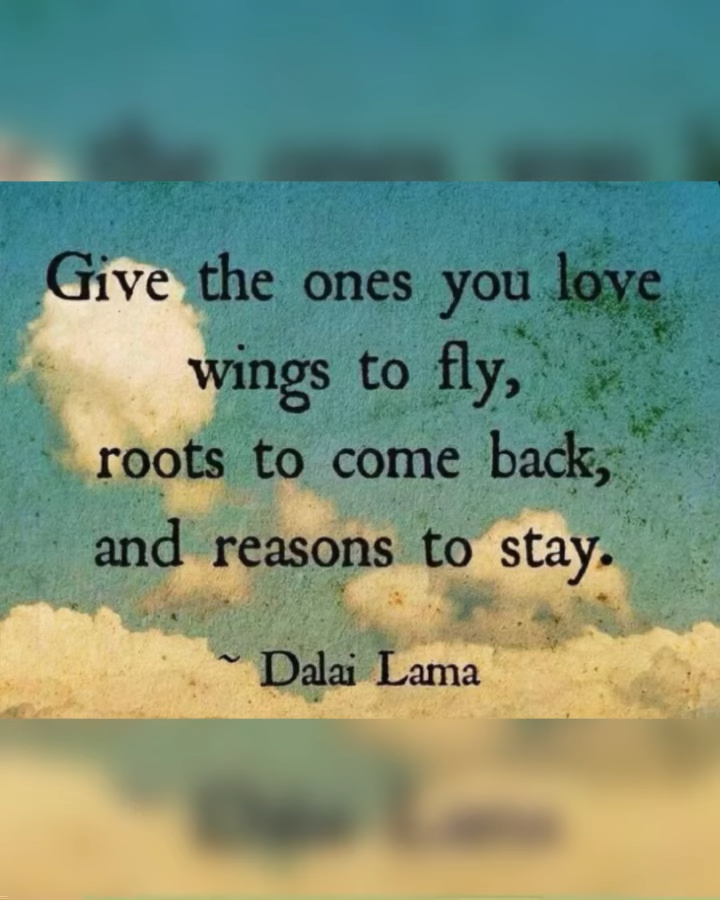 Give the ones you love
wings to fly,
roots to come back,
and reasons to stay.
~ Dalai Lama